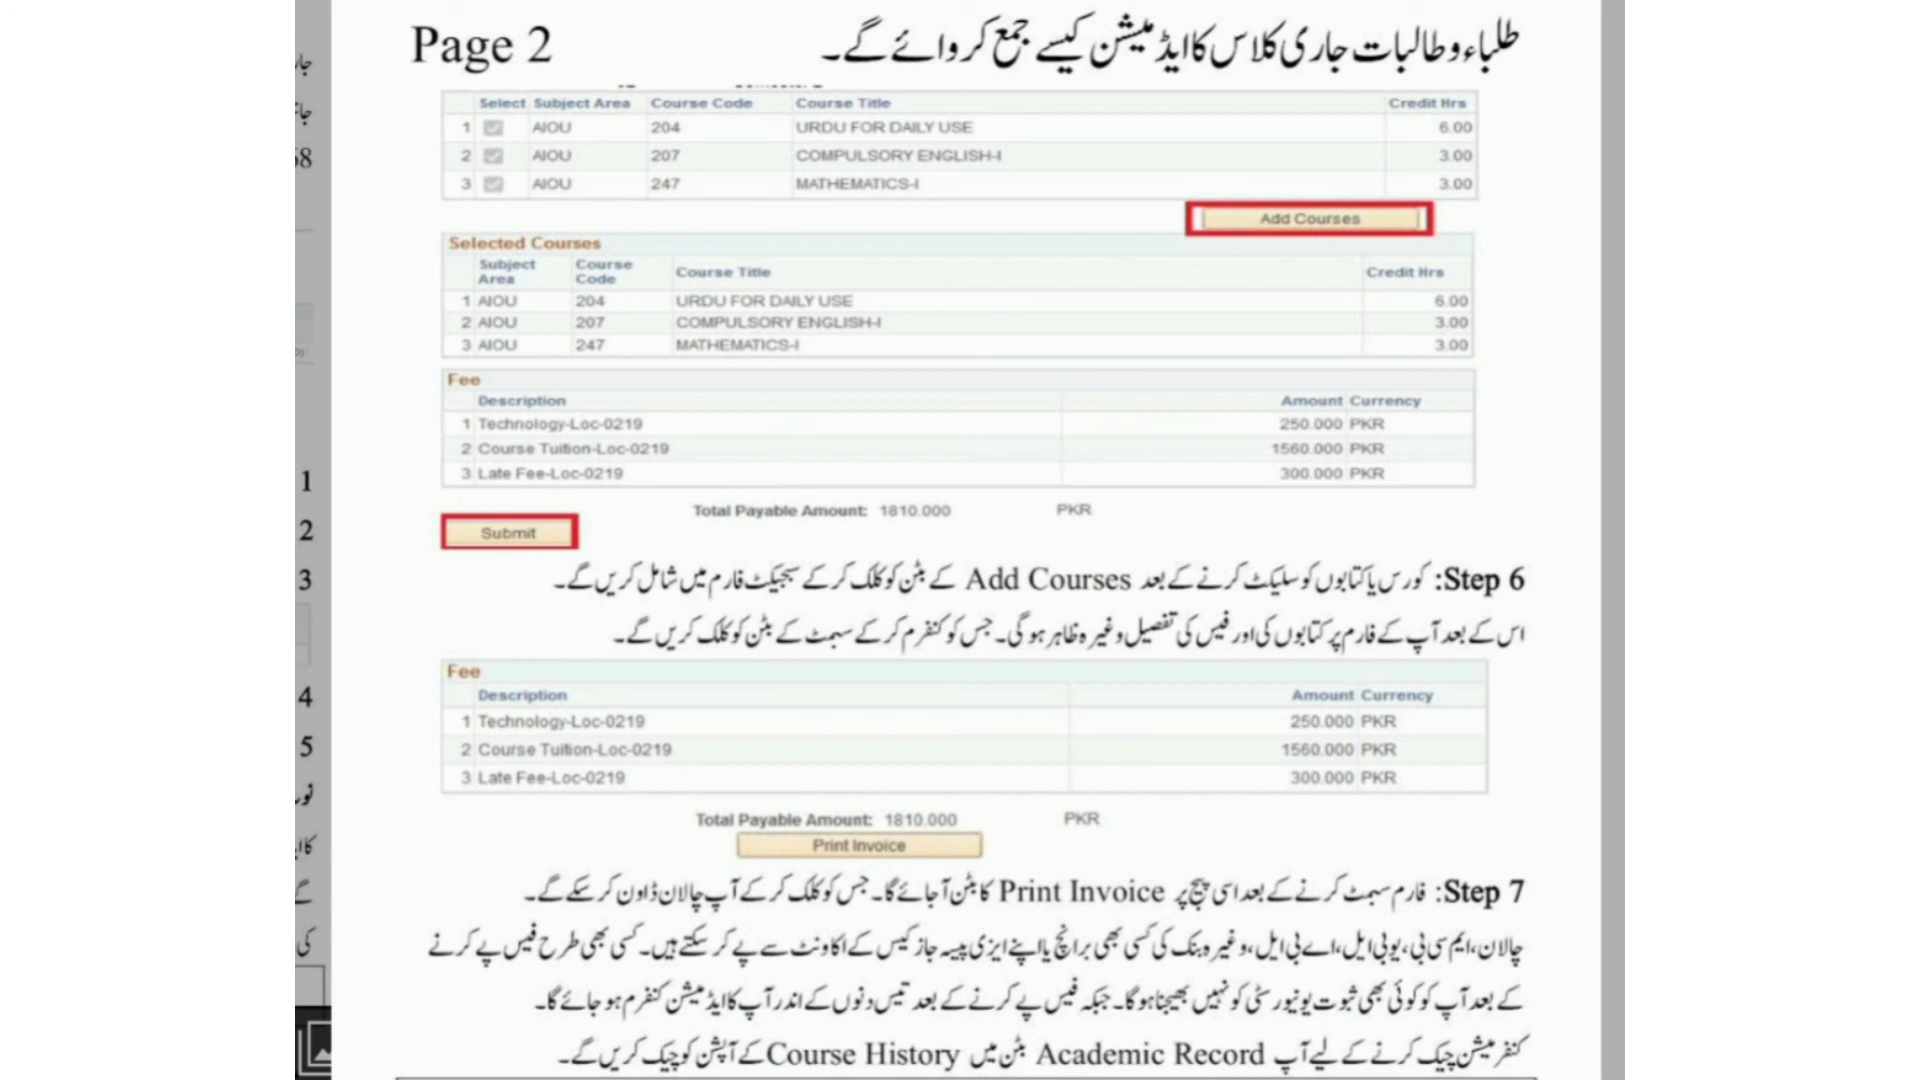 Page 2 طلباء و طالبات جاری کلاس کا ایڈمیشن کیسے جمع کروائے گے۔
Select Subject Area Course Code Course Title Credit Hrs
1 AIOU 204 URDU FOR DAILY USE 6.00
2 AIOU 207 COMPULSORY ENGLISH-I 3.00
3 AIOU 247 MATHEMATICS-I 3.00
Add Courses
Selected Courses
Subject Area Course Code Course Title Credit Hrs
1 AIOU 204 URDU FOR DAILY USE 6.00
2 AIOU 207 COMPULSORY ENGLISH-I 3.00
3 AIOU 247 MATHEMATICS-I 3.00
Fee
Description Amount Currency
1 Technology-Loc-0219 250.000 PKR
2 Course Tuition-Loc-0219 1560.000 PKR
3 Late Fee-Loc-0219 300.000 PKR
Total Payable Amount: 1810.000 PKR
Submit
Step 6: کورس یا کتابوں کو سلیکٹ کرنے کے بعد Add Courses کے بٹن کو کلک کر کے سبجیکٹ فارم میں شامل کریں گے۔
اس کے بعد آپ کے فارم پر کتابوں کی اور فیس کی تفصیل وغیرہ ظاہر ہو گی۔ جس کو کنفرم کر کے سبمٹ کے بٹن کو کلک کریں گے۔
Fee
Description Amount Currency
1 Technology-Loc-0219 250.000 PKR
2 Course Tuition-Loc-0219 1560.000 PKR
3 Late Fee-Loc-0219 300.000 PKR
Total Payable Amount: 1810.000 PKR
Print Invoice
Step 7: فارم سبمٹ کرنے کے بعد اسی پیج پر Print Invoice کا بٹن آ جائے گا۔ جس کو کلک کر کے آپ چالان ڈاون کر سکے گے۔
چالان، ایم سی بی، یو بی ایل، اے بی ایل، وغیرہ بنک کی کسی بھی برانچ یا اپنے ایزی پیسہ جاز کیس کے اکاونٹ سے پے کر سکتے ہیں۔ کسی بھی طرح فیس پے کرنے
کے بعد آپ کو کوئی بھی ثبوت یونیورسٹی کو نہیں بھیجنا ہو گا۔ جبکہ فیس پے کرنے کے بعد تیس دنوں کے اندر آپ کا ایڈمیشن کنفرم ہو جائے گا۔
کنفرمیشن چیک کرنے کے لیے آپ Academic Record بٹن میں Course History کے آپشن کو چیک کریں گے۔
1
2
3
4
5